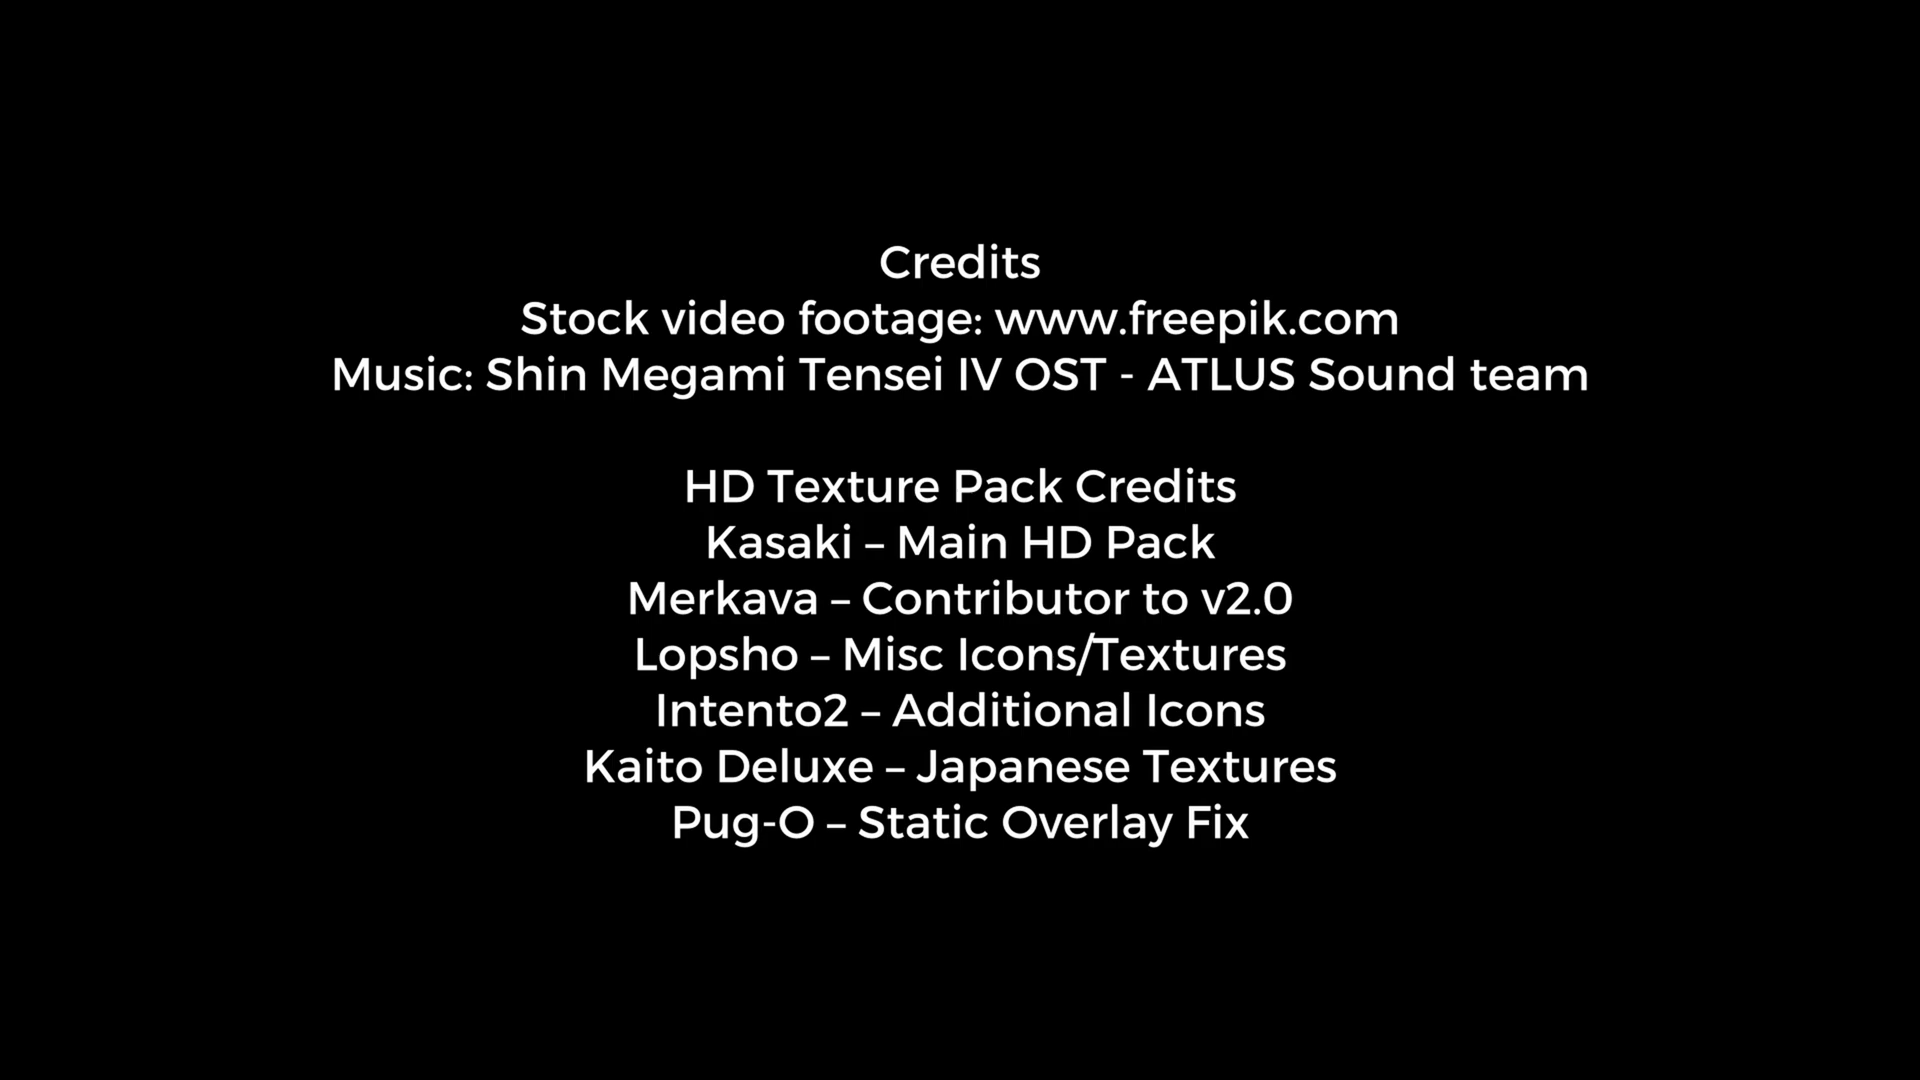 Credits
Stock video footage: www.freepik.com
Music: Shin Megami Tensei IV OST - ATLUS Sound team
HD Texture Pack Credits
Kasaki – Main HD Pack
Merkava – Contributor to v2.0
Lopsho – Misc Icons/Textures
Intento2 – Additional Icons
Kaito Deluxe – Japanese Textures
Pug-O – Static Overlay Fix